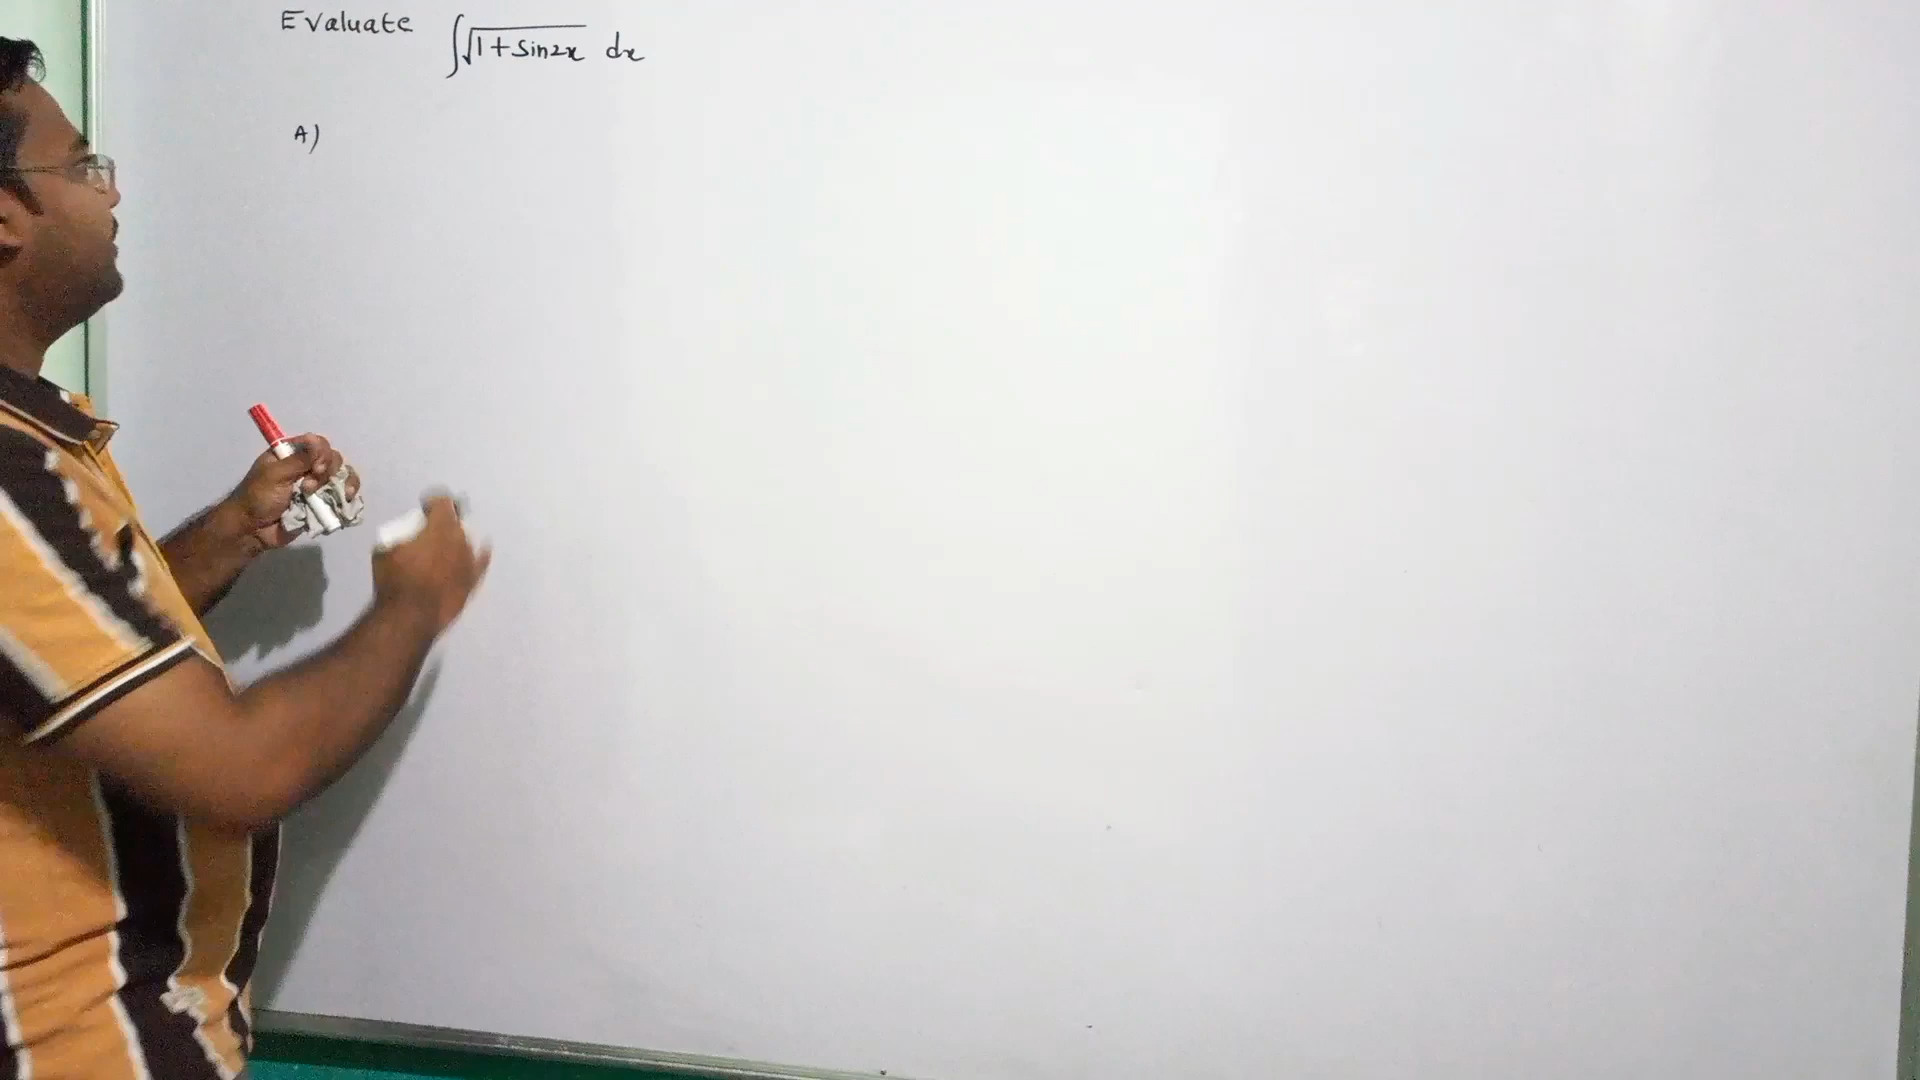 Evaluate ∫√1+sin2x dx
A)